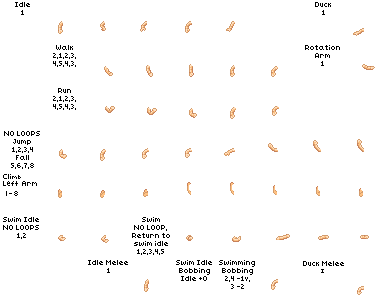 Idle
1
Duck
1
Walk
2,1,2,3,
4,5,4,3,
Rotation
Arm
1
Run
2,1,2,3,
4,5,4,3,
NO LOOPS
Jump
1,2,3,4
Fall
5,6,7,8
Climb
Left Arm
1-8
Swim Idle
NO LOOPS
1,2
Swim
NO LOOP,
Return to
swim idle
1,2,3,4,5
Swim Idle
Bobbing
Idle +0
Swimming
Bobbing
2,4 -1v,
3 -2
Idle Melee
1
Duck Melee
1